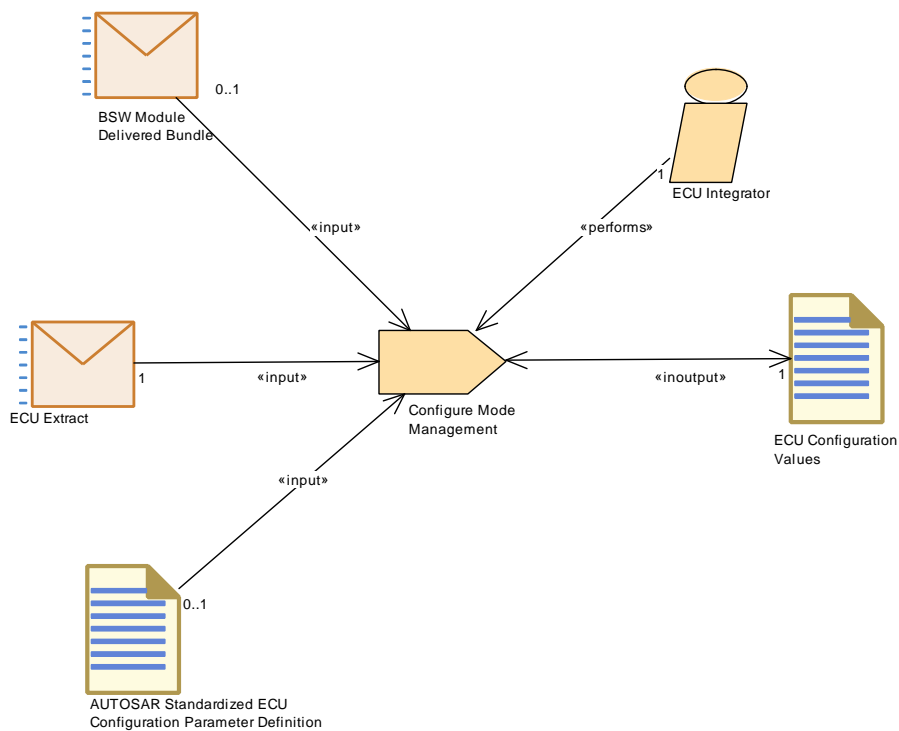 0..1
BSW Module
Delivered Bundle
1
ECU Integrator
«input»
«performs»
«input»
1
«inoutput»
1
ECU Extract
Configure Mode
Management
ECU Configuration
Values
«input»
0..1
AUTOSAR Standardized ECU
Configuration Parameter Definition